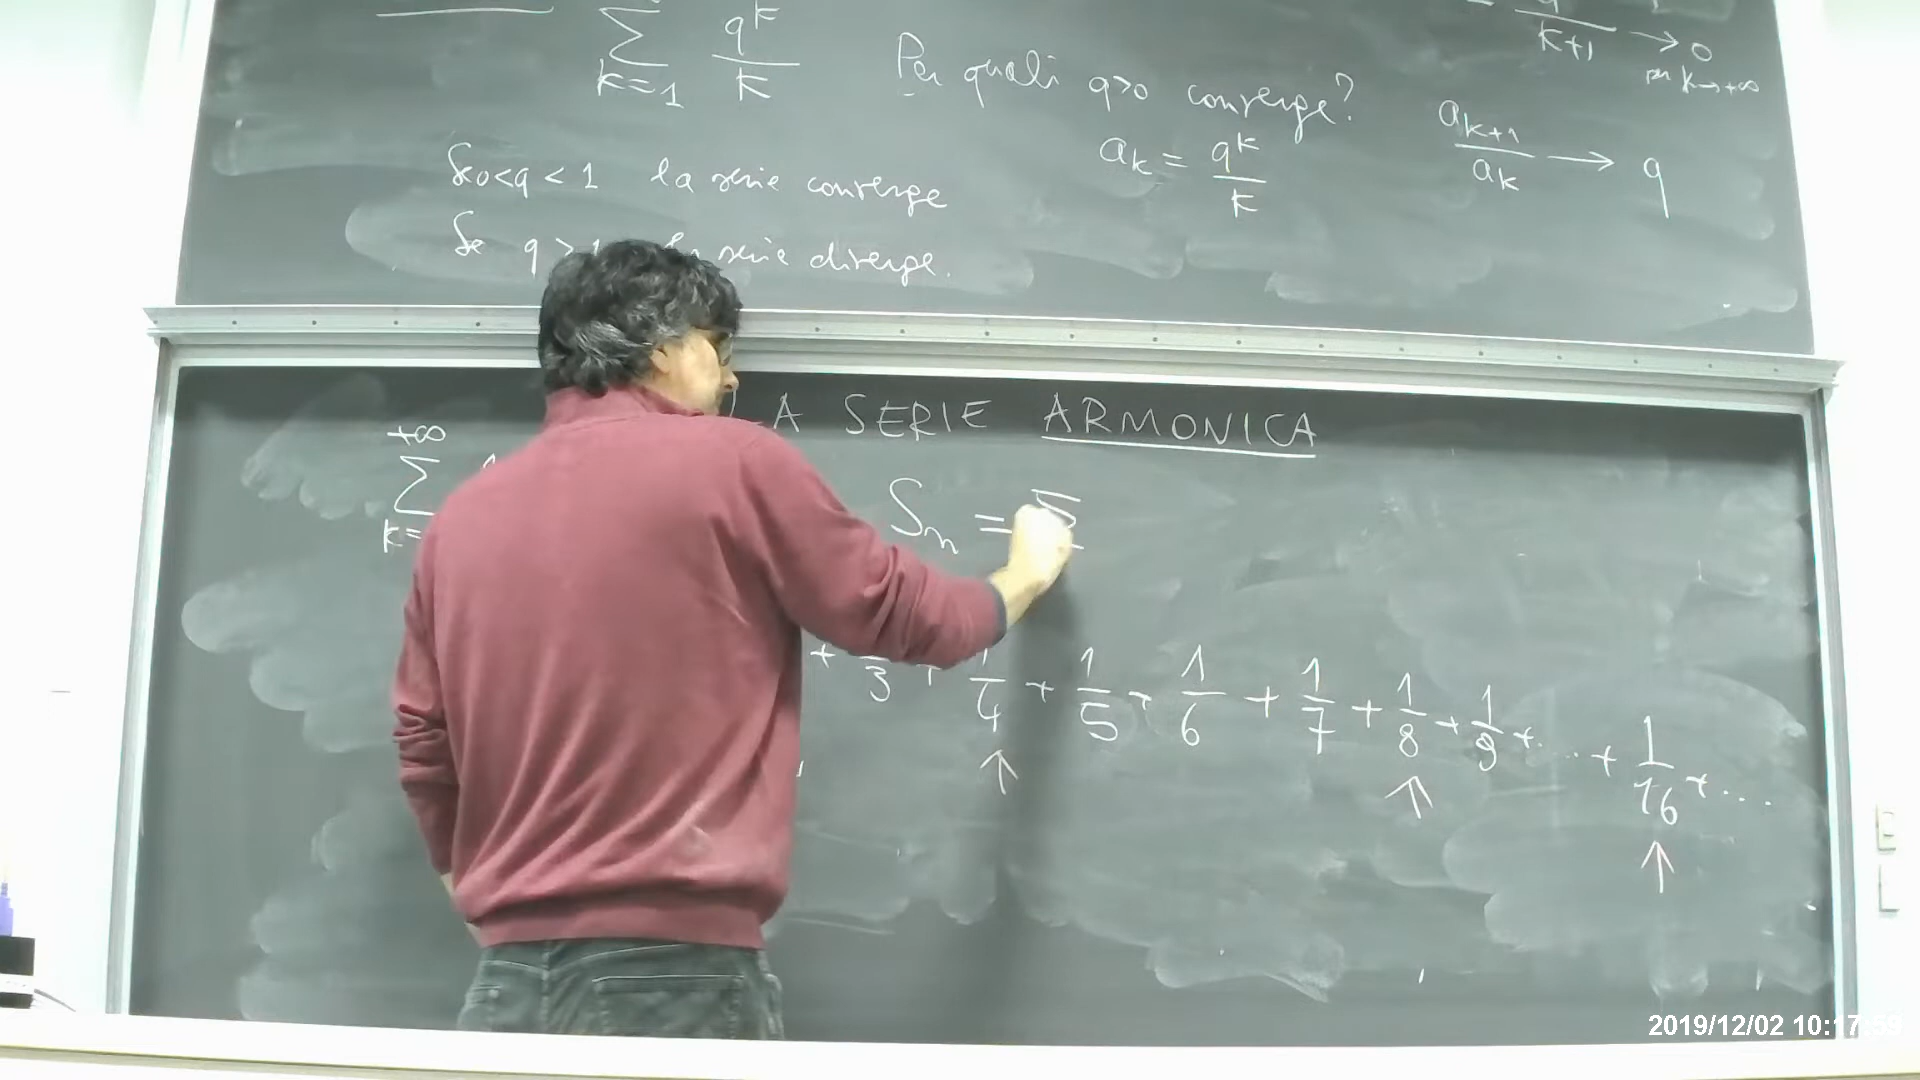 ∑ k=1 q^k / k Per quali q>0 converge? / k+1 → 0 per k→+∞
a_k = q^k / k a_{k+1} / a_k → q
Se 0<q<1 la serie converge
Se q > 1 la serie diverge.
LA SERIE ARMONICA
+∞ ∑ k= S_n = ∑
+ /3 + 1/4 + 1/5 + 1/6 + 1/7 + 1/8 + 1/9 + ... + 1/16 + ...
↑ ↑ ↑
2019/12/02 10:17:59